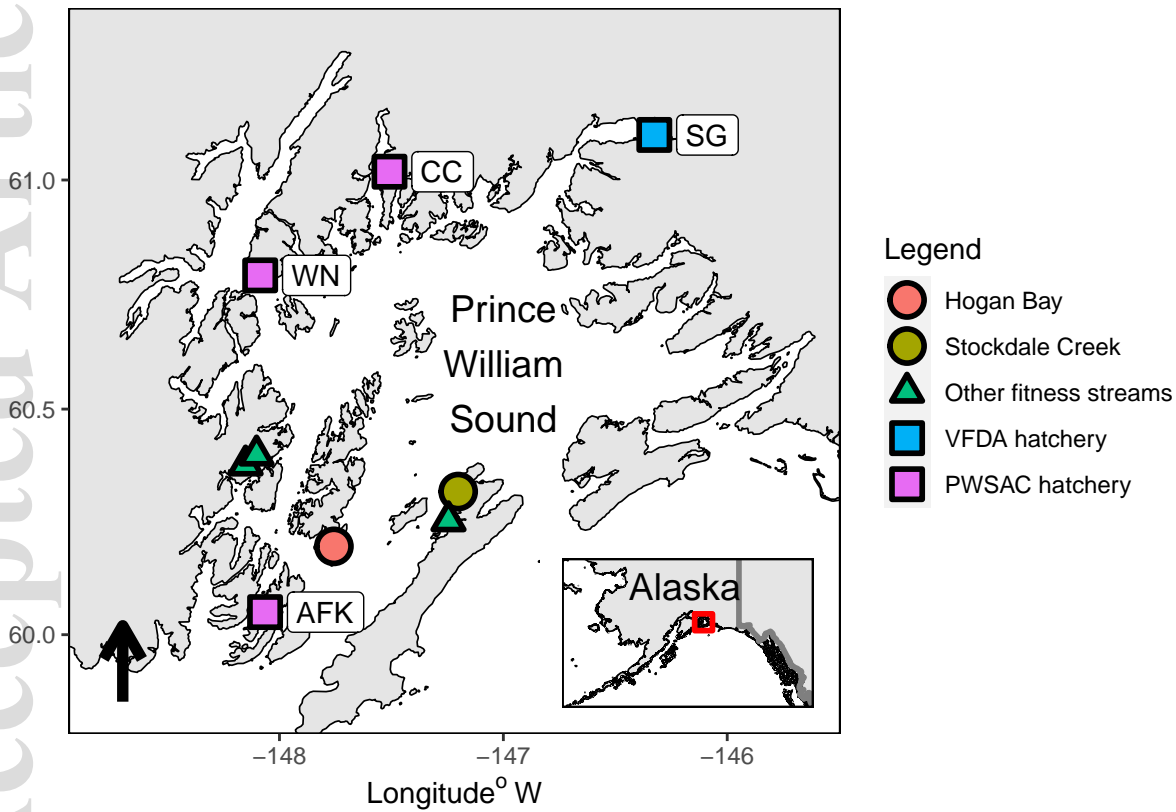 SG
61.0
CC
WN
Prince
William
Sound
60.5
AFK
60.0
Alaska
−148
−147
−146
Longitude° W
Legend
Hogan Bay
Stockdale Creek
Other fitness streams
VFDA hatchery
PWSAC hatchery